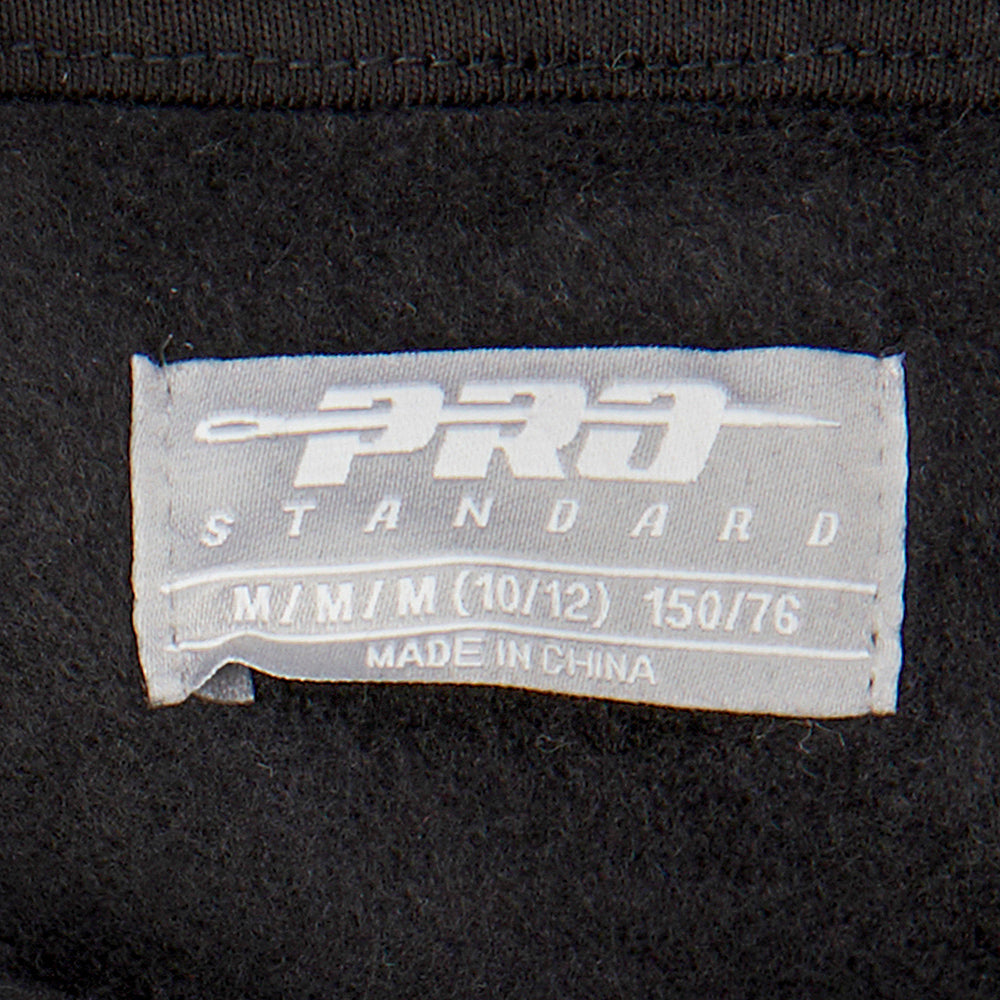 PRO
STANDARD
M/M/M (10/12) 150/76
MADE IN CHINA